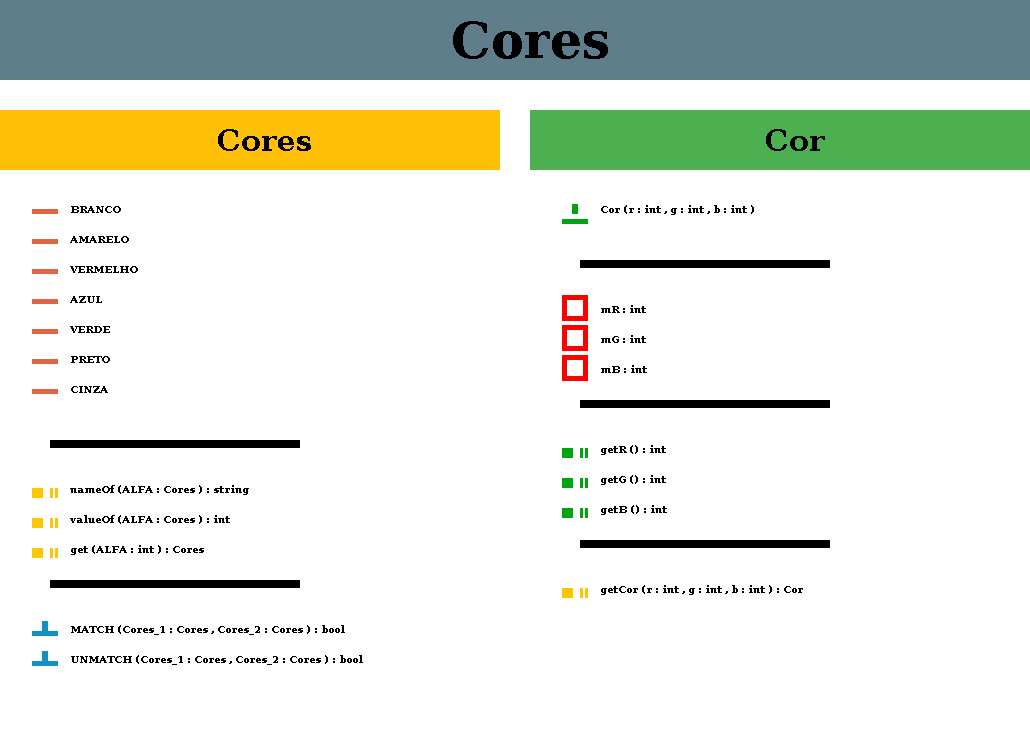 Cores
Cores
BRANCO
AMARELO
VERMELHO
AZUL
VERDE
PRETO
CINZA
nameOf (ALFA : Cores ) : string
valueOf (ALFA : Cores ) : int
get (ALFA : int ) : Cores
MATCH (Cores_1 : Cores , Cores_2 : Cores ) : bool
UNMATCH (Cores_1 : Cores , Cores_2 : Cores ) : bool
Cor
Cor (r : int , g : int , b : int )
mR : int
mG : int
mB : int
getR () : int
getG () : int
getB () : int
getCor (r : int , g : int , b : int ) : Cor